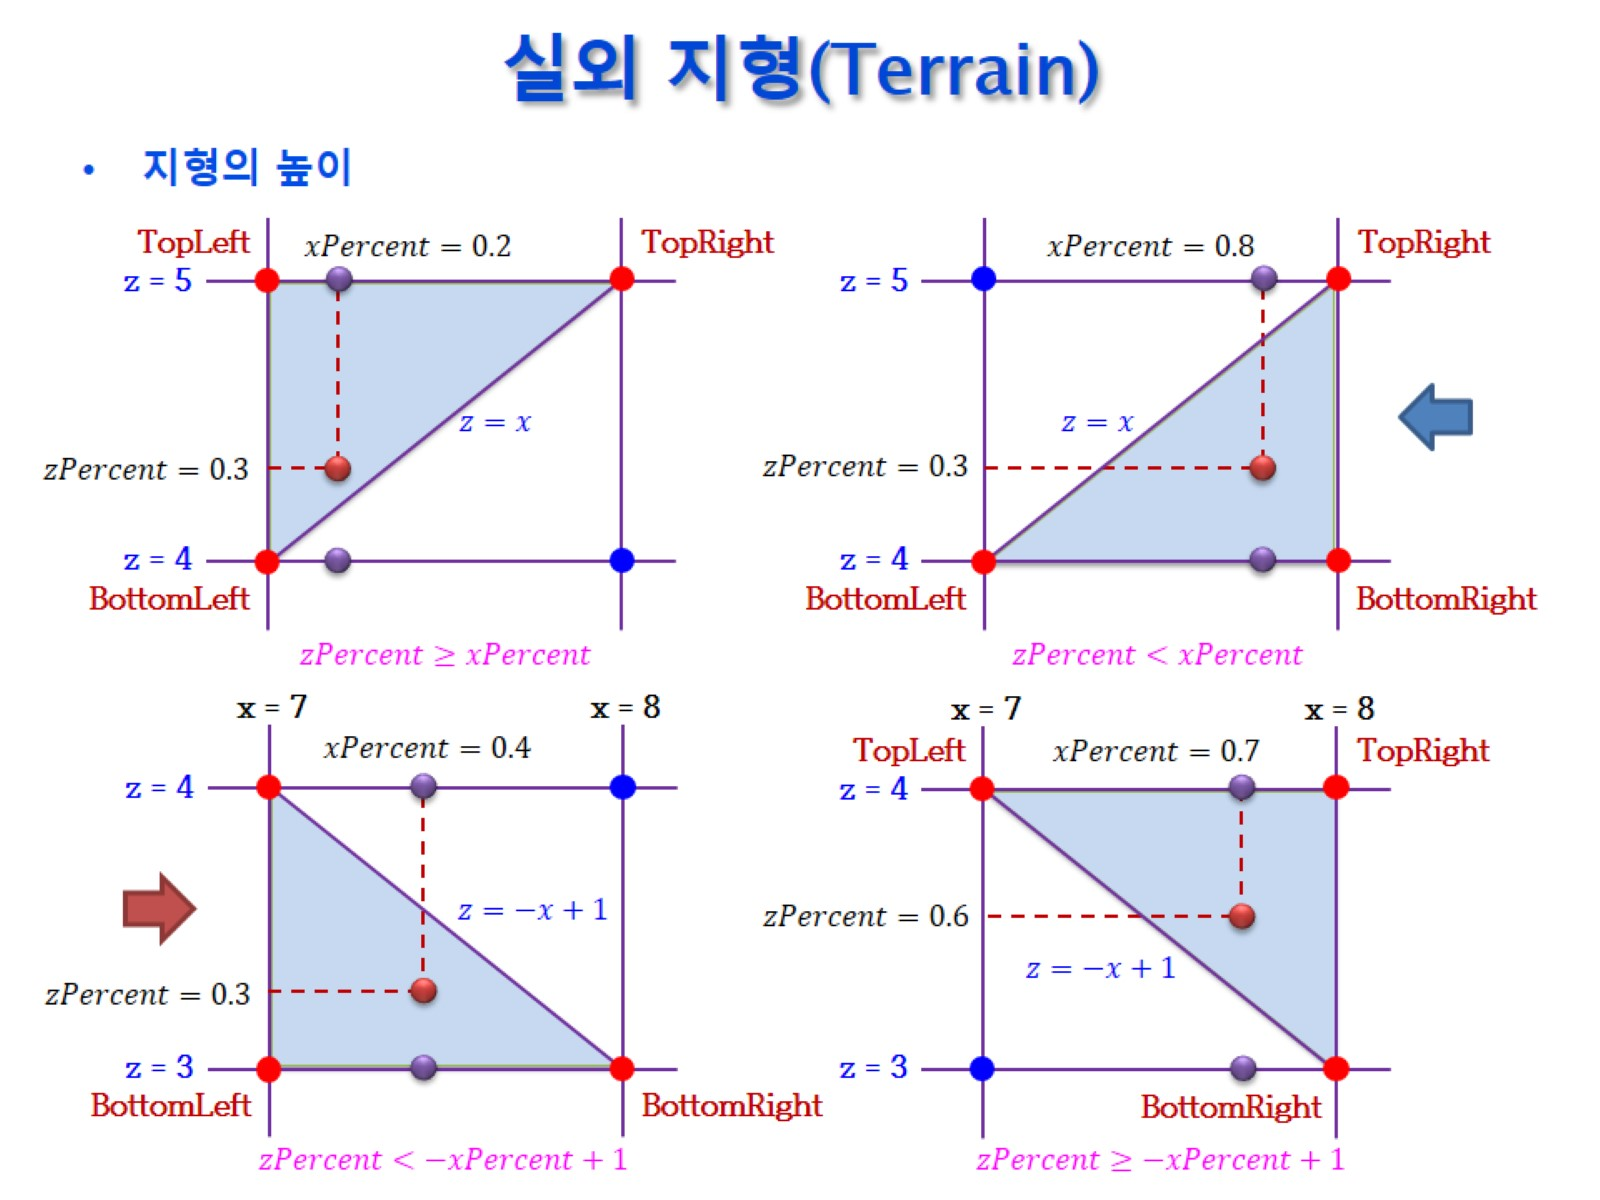 실외 지형(Terrain)
• 지형의 높이
TopLeft
xPercent = 0.2
TopRight
z = 5
z = x
zPercent = 0.3
z = 4
BottomLeft
zPercent ≥ xPercent
xPercent = 0.8
TopRight
z = 5
z = x
zPercent = 0.3
z = 4
BottomLeft
BottomRight
zPercent < xPercent
x = 7
x = 8
xPercent = 0.4
z = 4
z = −x + 1
zPercent = 0.3
z = 3
BottomLeft
BottomRight
zPercent < −xPercent + 1
x = 7
x = 8
TopLeft
xPercent = 0.7
TopRight
z = 4
zPercent = 0.6
z = −x + 1
z = 3
BottomRight
zPercent ≥ −xPercent + 1